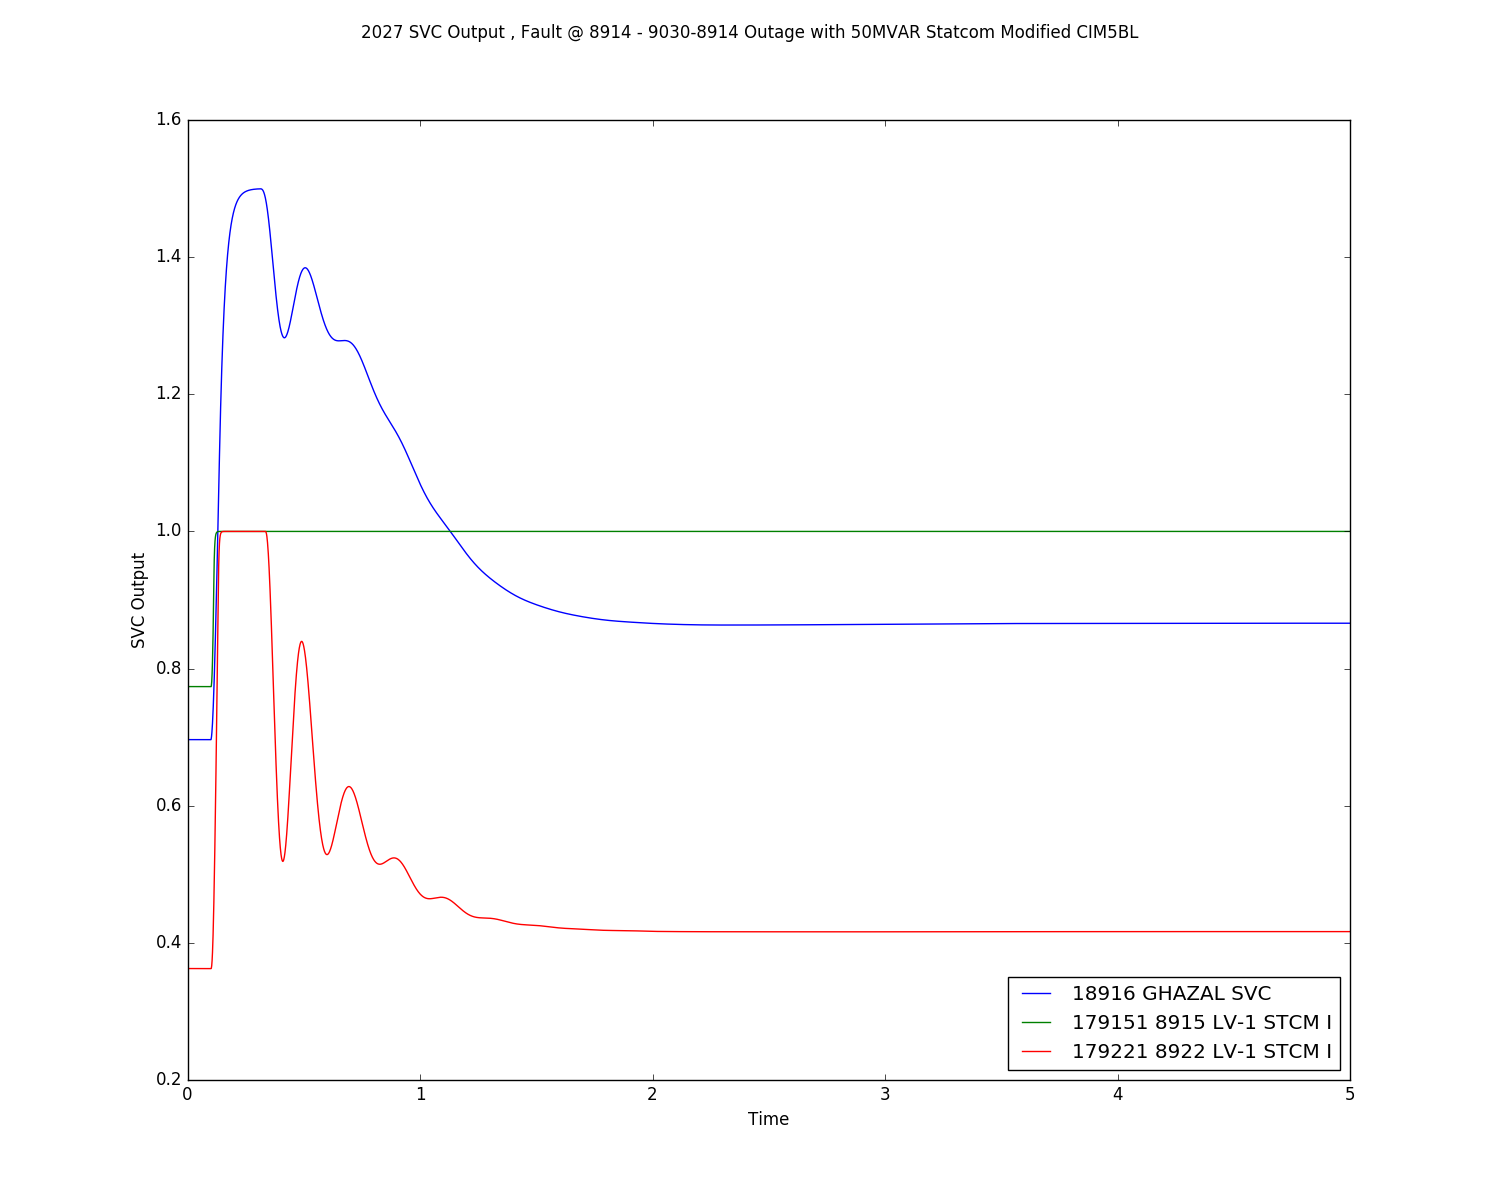 2027 SVC Output , Fault @ 8914 - 9030-8914 Outage with 50MVAR Statcom Modified CIM5BL
1.6
1.4
1.2
1.0
0.8
0.6
0.4
0.2
SVC Output
0 1 2 3 4 5
Time
18916 GHAZAL SVC
179151 8915 LV-1 STCM I
179221 8922 LV-1 STCM I